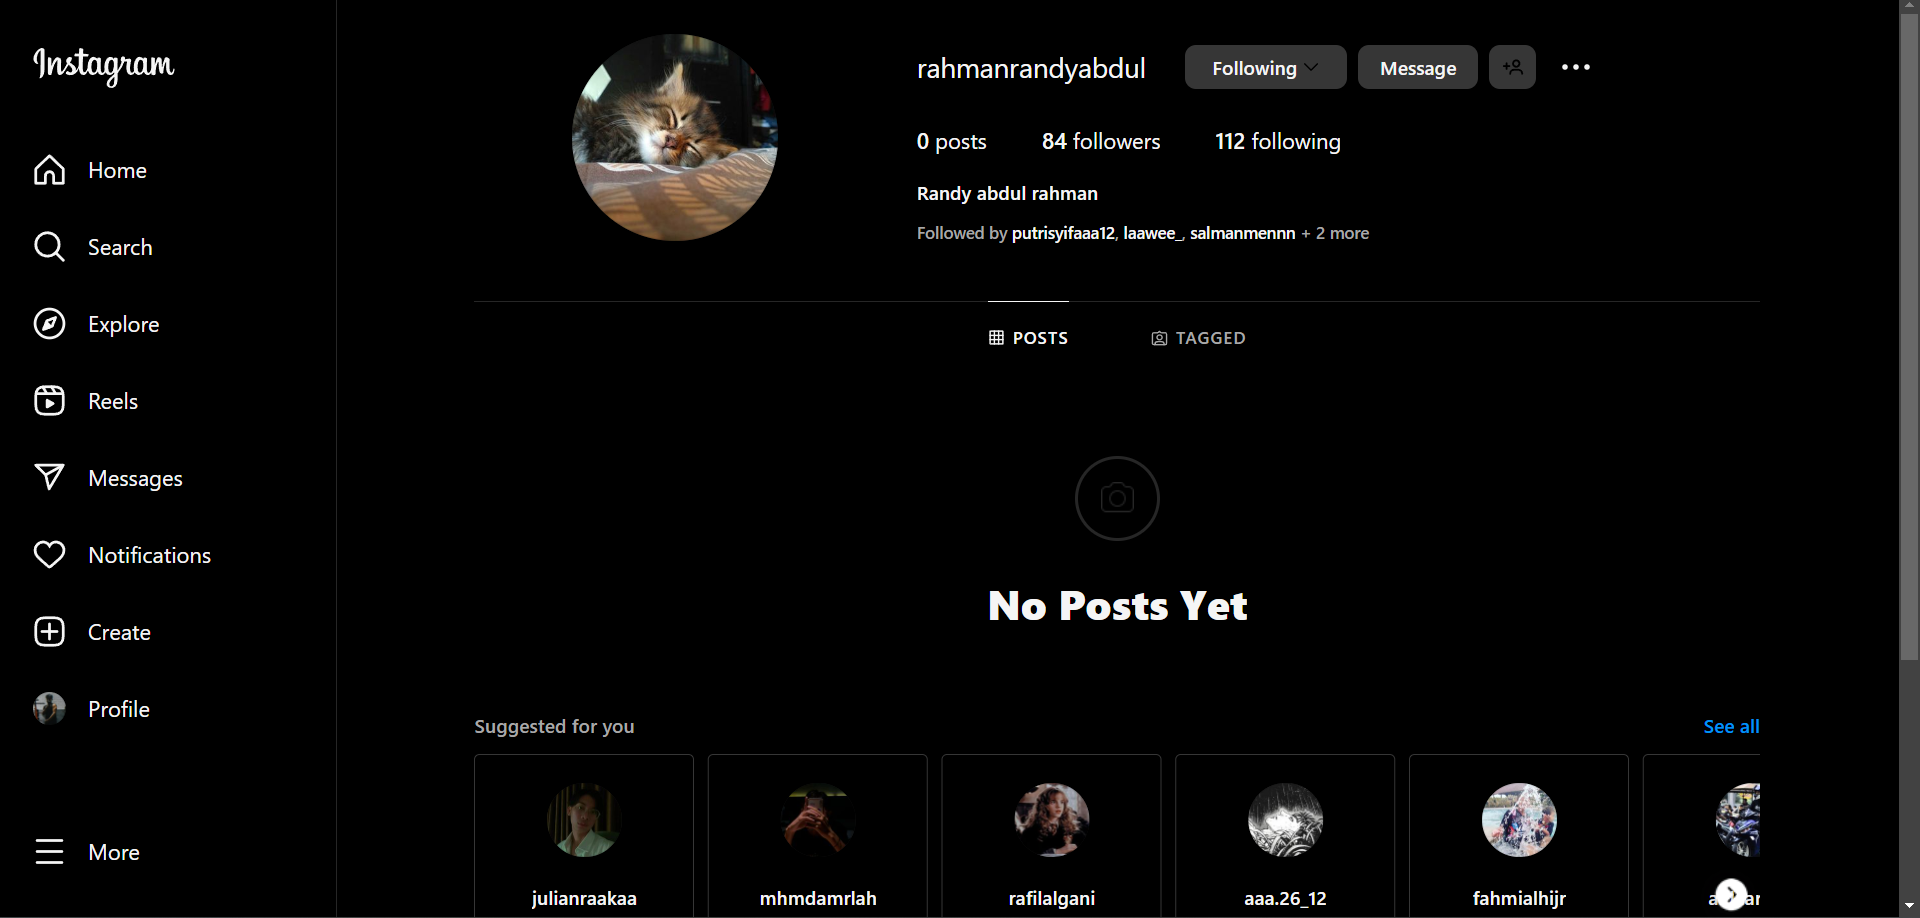 Instagram
Home
Search
Explore
Reels
Messages
Notifications
Create
Profile
More
rahmanrandyabdul
Following
Message
0 posts 84 followers 112 following
Randy abdul rahman
Followed by putrisyifaaa12, laawee_, salmanmennn + 2 more
POSTS TAGGED
No Posts Yet
Suggested for you See all
julianraakaa mhmdamrlah rafilalgani aaa.26_12 fahmialhijr